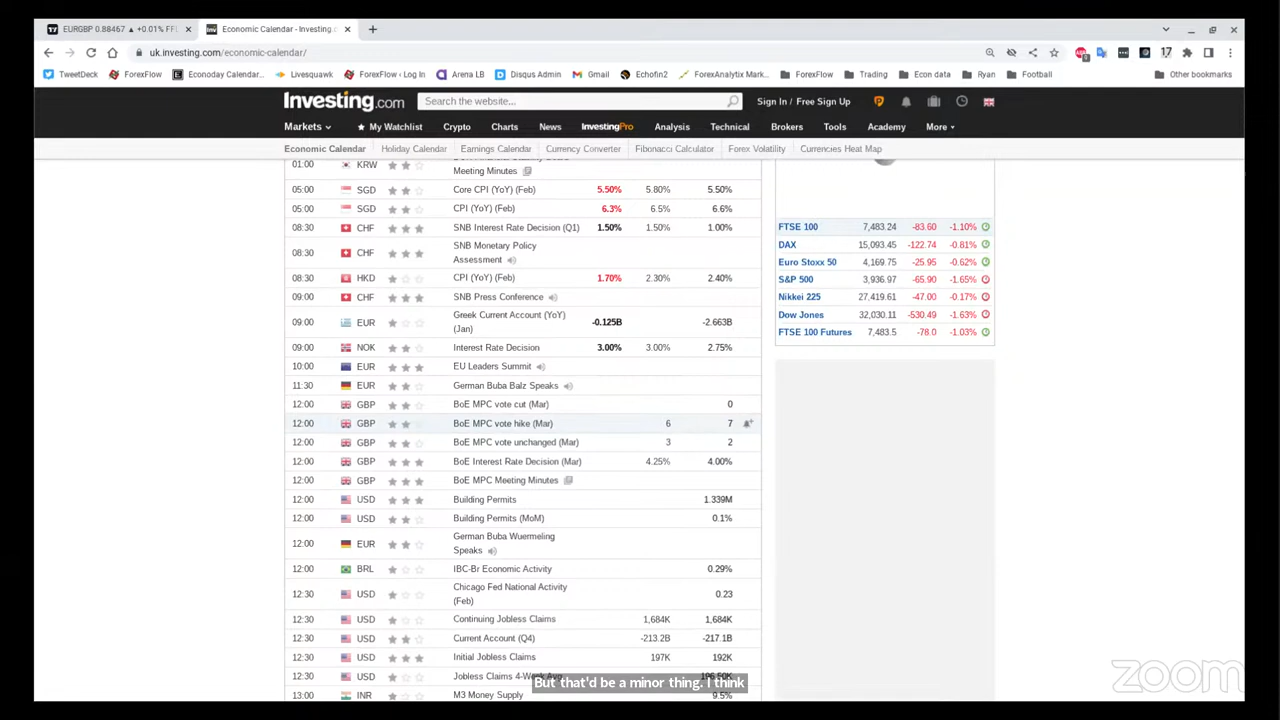 EURGBP 0.88467 ▲ +0.01% FF
Economic Calendar - Investing.c
uk.investing.com/economic-calendar/
TweetDeck ForexFlow Econoday Calendar... Livesquawk ForexFlow ‹ Log In Arena LB Disqus Admin Gmail Echofin2 ForexAnalytix Mark... ForexFlow Trading Econ data Ryan Football Other bookmarks
Investing.com Search the website... Sign In / Free Sign Up
Markets My Watchlist Crypto Charts News InvestingPro Analysis Technical Brokers Tools Academy More
Economic Calendar Holiday Calendar Earnings Calendar Currency Converter Fibonacci Calculator Forex Volatility Currencies Heat Map
01:00 KRW
Meeting Minutes
05:00 SGD Core CPI (YoY) (Feb) 5.50% 5.80% 5.50%
05:00 SGD CPI (YoY) (Feb) 6.3% 6.5% 6.6%
08:30 CHF SNB Interest Rate Decision (Q1) 1.50% 1.50% 1.00%
08:30 CHF SNB Monetary Policy
Assessment
08:30 HKD CPI (YoY) (Feb) 1.70% 2.30% 2.40%
09:00 CHF SNB Press Conference
09:00 EUR Greek Current Account (YoY)
(Jan) -0.125B -2.663B
09:00 NOK Interest Rate Decision 3.00% 3.00% 2.75%
10:00 EUR EU Leaders Summit
11:30 EUR German Buba Balz Speaks
12:00 GBP BoE MPC vote cut (Mar) 0
12:00 GBP BoE MPC vote hike (Mar) 6 7
12:00 GBP BoE MPC vote unchanged (Mar) 3 2
12:00 GBP BoE Interest Rate Decision (Mar) 4.25% 4.00%
12:00 GBP BoE MPC Meeting Minutes
12:00 USD Building Permits 1.339M
12:00 USD Building Permits (MoM) 0.1%
12:00 EUR German Buba Wuermeling
Speaks
12:00 BRL IBC-Br Economic Activity 0.29%
12:30 USD Chicago Fed National Activity
(Feb) 0.23
12:30 USD Continuing Jobless Claims 1,684K 1,684K
12:30 USD Current Account (Q4) -213.2B -217.1B
12:30 USD Initial Jobless Claims 197K 192K
12:30 USD Jobless Claims 4-Week Avg. 196.50K
13:00 INR M3 Money Supply 9.5%
FTSE 100 7,483.24 -83.60 -1.10%
DAX 15,093.45 -122.74 -0.81%
Euro Stoxx 50 4,169.75 -25.95 -0.62%
S&P 500 3,936.97 -65.90 -1.65%
Nikkei 225 27,419.61 -47.00 -0.17%
Dow Jones 32,030.11 -530.49 -1.63%
FTSE 100 Futures 7,483.5 -78.0 -1.03%
But that'd be a minor thing. I think
zoom